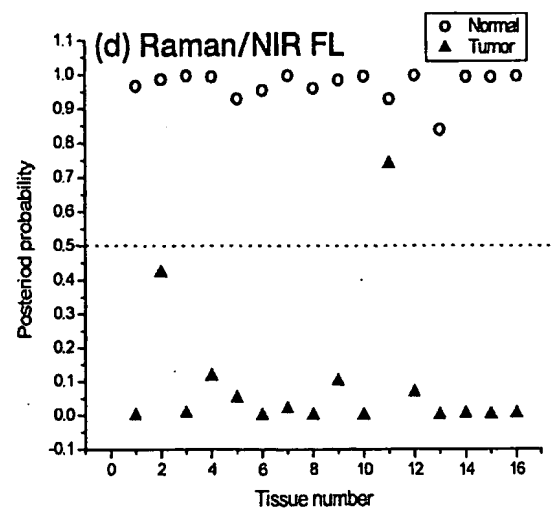 Normal
Tumor
(d) Raman/NIR FL
1.1
1.0
0.9
0.8
0.7
0.6
0.5
0.4
0.3
0.2
0.1
0.0
-0.1
Posteriod probability
0 2 4 6 8 10 12 14 16
Tissue number